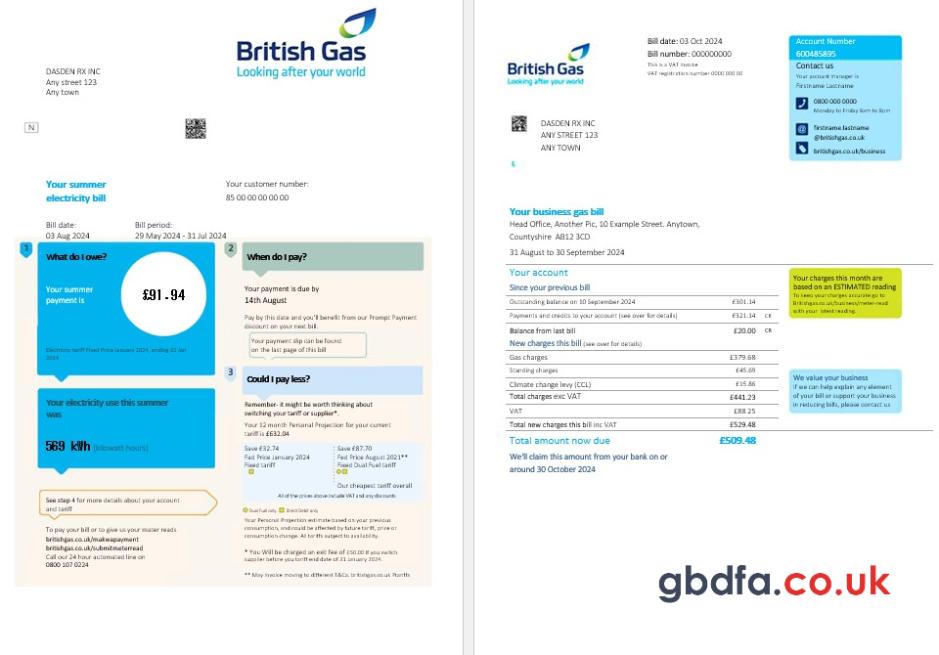 British Gas
Looking after your world
DASDEN RX INC
Any street 123
Any town
N
Your summer
electricity bill
Your customer number:
85 00 00 00 00 00
Bill date:
03 Aug 2024
Bill period:
29 May 2024 - 31 Jul 2024
1
What do I owe?
Your summer
payment is
£91.94
Electricity tariff Fixed Price January 2024, ending 31 Jan
2024
Your electricity use this summer
was
569 kWh (kilowatt hours)
See step 4 for more details about your account
and tariff
To pay your bill or to give us your mater reads
britishgas.co.uk/makwapayment
britishgas.co.uk/submitmeterread
Call our 24 hour automated line on
0800 107 0224
2
When do I pay?
Your payment is due by
14th August
Pay by this date and you'll benefit from our Prompt Payment
discount on your next bill.
Your payment slip can be found
on the last page of this bill
3
Could I pay less?
Remember- it might be worth thinking about
switching your tariff or supplier*.
Your 12 month Personal Projection for your current
tariff is £632.04
Save £32.74
Fast Price January 2024
Fixed tariff
Save £87.70
Fast Price August 2021**
Fixed Dual Fuel tariff
Our cheapest tariff overall
All of the prices above include VAT and any discounts
Dual Fuel only Direct Debit only
Your Personal Projection estimate based on your previous
consumption, and could be affected by future tariff, price or
consumption change. All tariffs subject to availability.
* You Will be charged an exit fee of £50.00 if you switch
supplier before you tariff end date of 31 January 2024.
** May involve moving to different T&Cs. britishgas.co.uk
British Gas
Looking after your world
Bill date: 03 Oct 2024
Bill number: 000000000
This is a VAT invoice
VAT registration number 0000 000 00
Account Number
600485895
Contact us
Your account manager is
Firstname Lastname
0800 000 0000
Monday to Friday 8am to 8pm
firstname.lastname
@britishgas.co.uk
britishgas.co.uk/business
DASDEN RX INC
ANY STREET 123
ANY TOWN
Your business gas bill
Head Office, Another Pic, 10 Example Street. Anytown,
Countyshire AB12 3CD
31 August to 30 September 2024
Your account
Since your previous bill
Outstanding balance on 10 September 2024 £301.14
Payments and credits to your account (see over for details) £321.14 CR
Balance from last bill £20.00 CR
New charges this bill (see over for details)
Gas charges £379.68
Standing charges £45.69
Climate change levy (CCL) £15.86
Total charges exc VAT £441.23
VAT £88.25
Total new charges this bill inc VAT £529.48
Total amount now due £509.48
We'll claim this amount from your bank on or
around 30 October 2024
Your charges this month are
based on an ESTIMATED reading
To keep your charges accurate go to
Britishgas.co.uk/business/meter-read
with your latest reading.
We value your business
If we can help explain any element
of your bill or support your business
in reducing bills, please contact us
gbdfa.co.uk